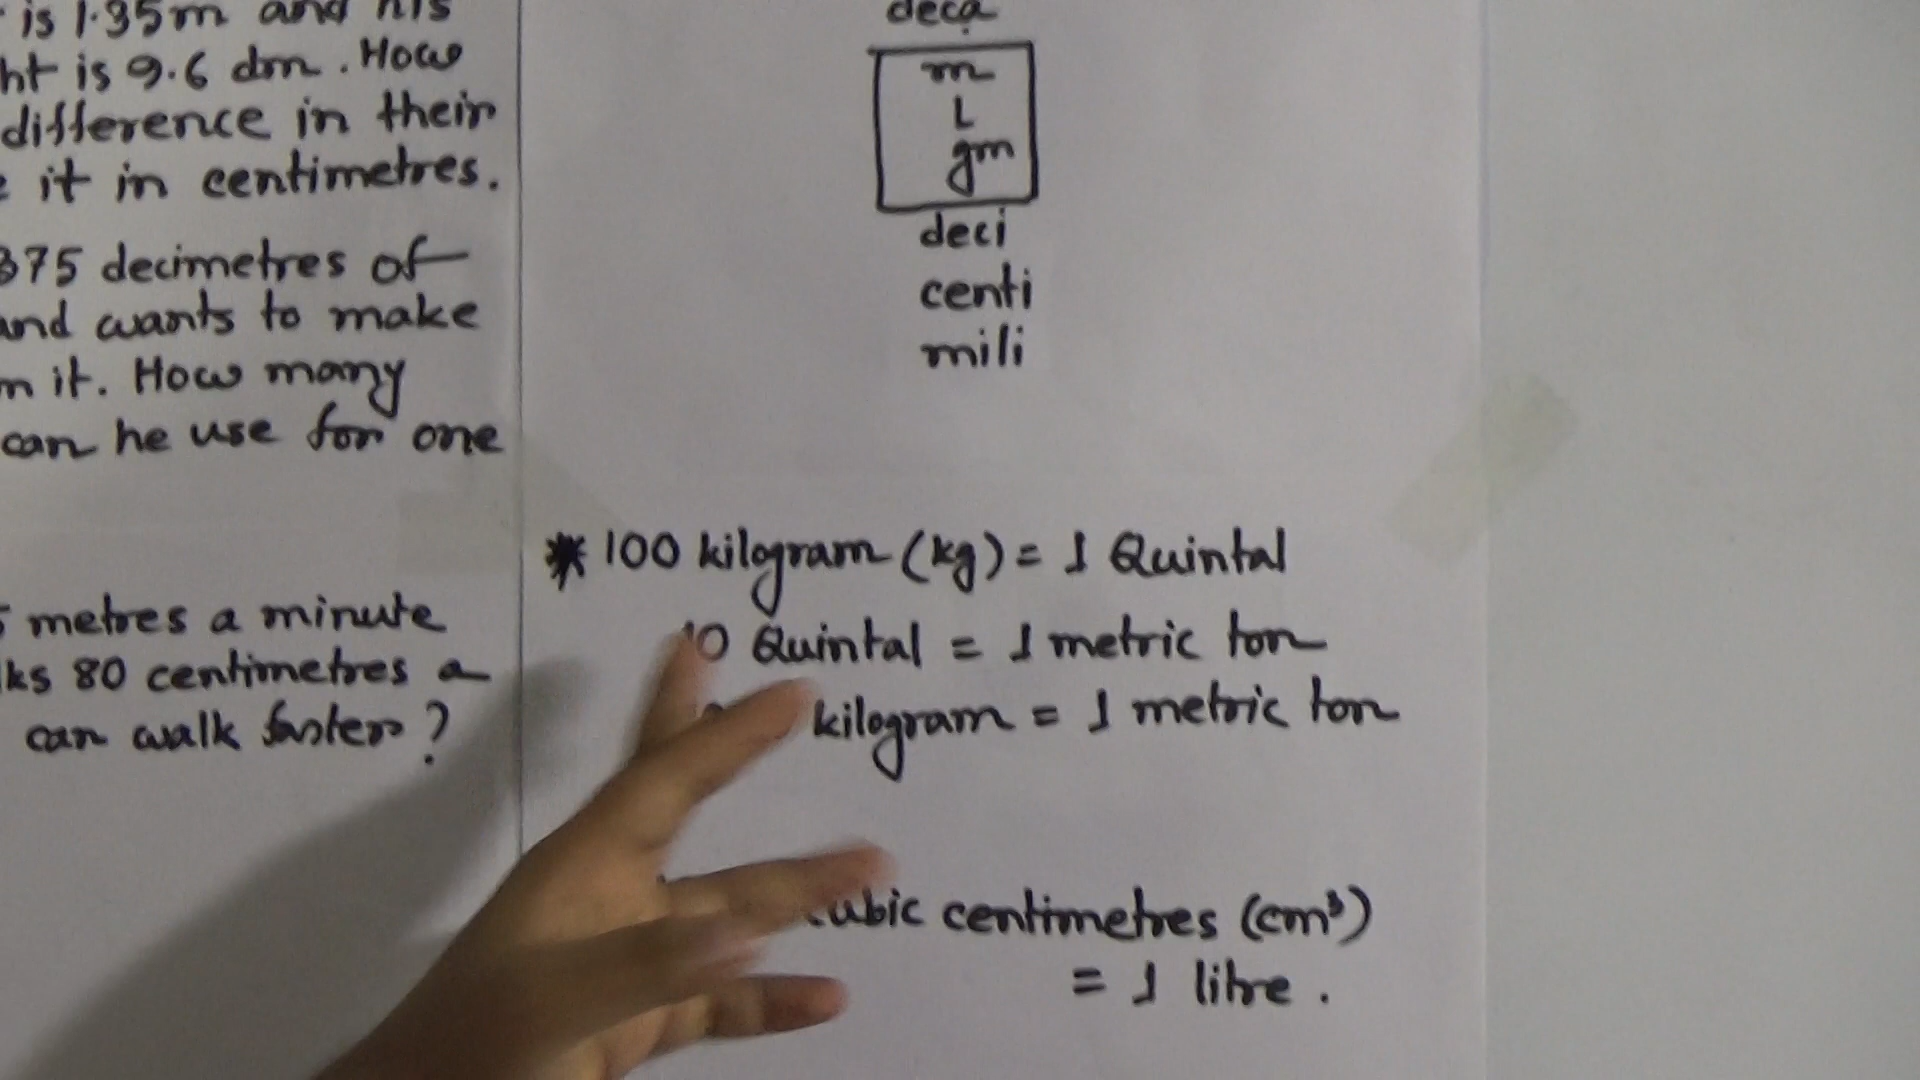 is 1.35m and his
ht is 9.6 dm. How
difference in their
it in centimetres.
375 decimetres of
and wants to make
m it. How many
can he use for one
metres a minute
lks 80 centimetres a
can walk faster?
deca
m
L
gm
deci
centi
mili
* 100 kilogram (kg) = 1 Quintal
10 Quintal = 1 metric ton
kilogram = 1 metric ton
cubic centimetres (cm³)
= 1 litre.